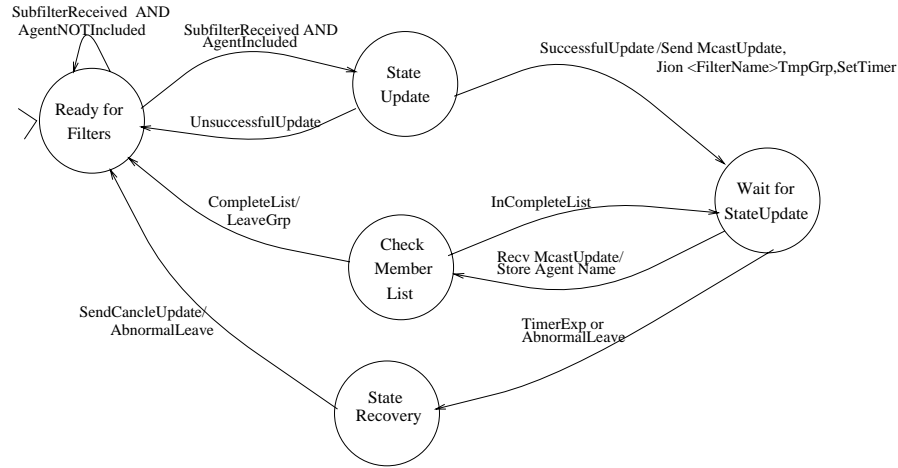 SubfilterReceived AND
AgentNOTIncluded
SubfilterReceived AND
AgentIncluded
State
Update
SuccessfulUpdate/Send McastUpdate,
Jion <FilterName>TmpGrp,SetTimer
Ready for
Filters
UnsuccessfulUpdate
CompleteList/
LeaveGrp
InCompleteList
Wait for
StateUpdate
Check
Member
List
Recv McastUpdate/
Store Agent Name
SendCancleUpdate/
AbnormalLeave
TimerExp or
AbnormalLeave
State
Recovery